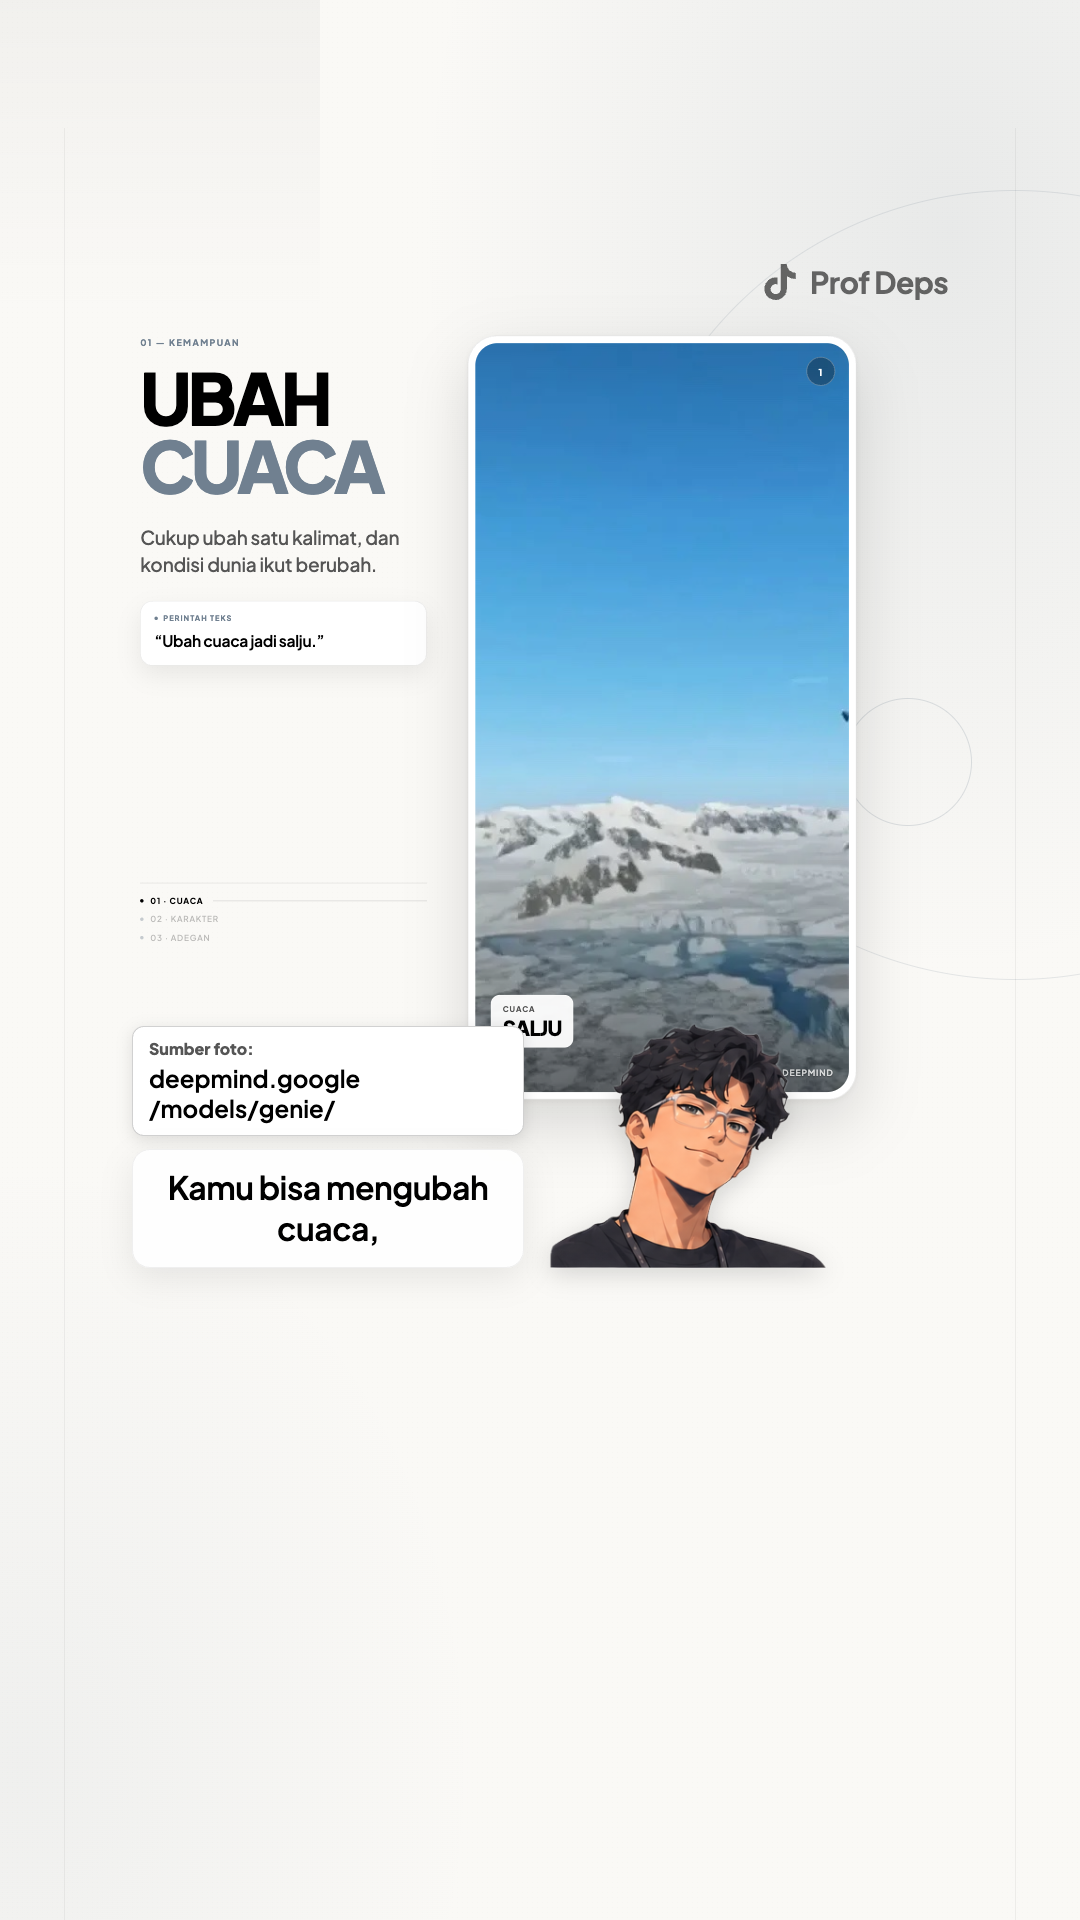 Prof Deps
01 — KEMAMPUAN
UBAH
CUACA
Cukup ubah satu kalimat, dan
kondisi dunia ikut berubah.
• PERINTAH TEKS
“Ubah cuaca jadi salju.”
1
• 01 · CUACA
• 02 · KARAKTER
• 03 · ADEGAN
CUACA
SALJU
DEEPMIND
Sumber foto:
deepmind.google
/models/genie/
Kamu bisa mengubah
cuaca,